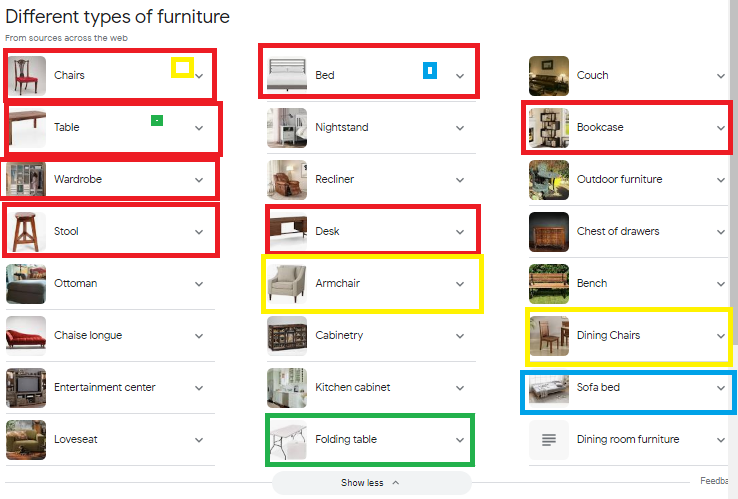 Different types of furniture
From sources across the web
Chairs
Bed
Couch
Table
Nightstand
Bookcase
Wardrobe
Recliner
Outdoor furniture
Stool
Desk
Chest of drawers
Ottoman
Armchair
Bench
Chaise longue
Cabinetry
Dining Chairs
Entertainment center
Kitchen cabinet
Sofa bed
Loveseat
Folding table
Dining room furniture
Show less
Feedba